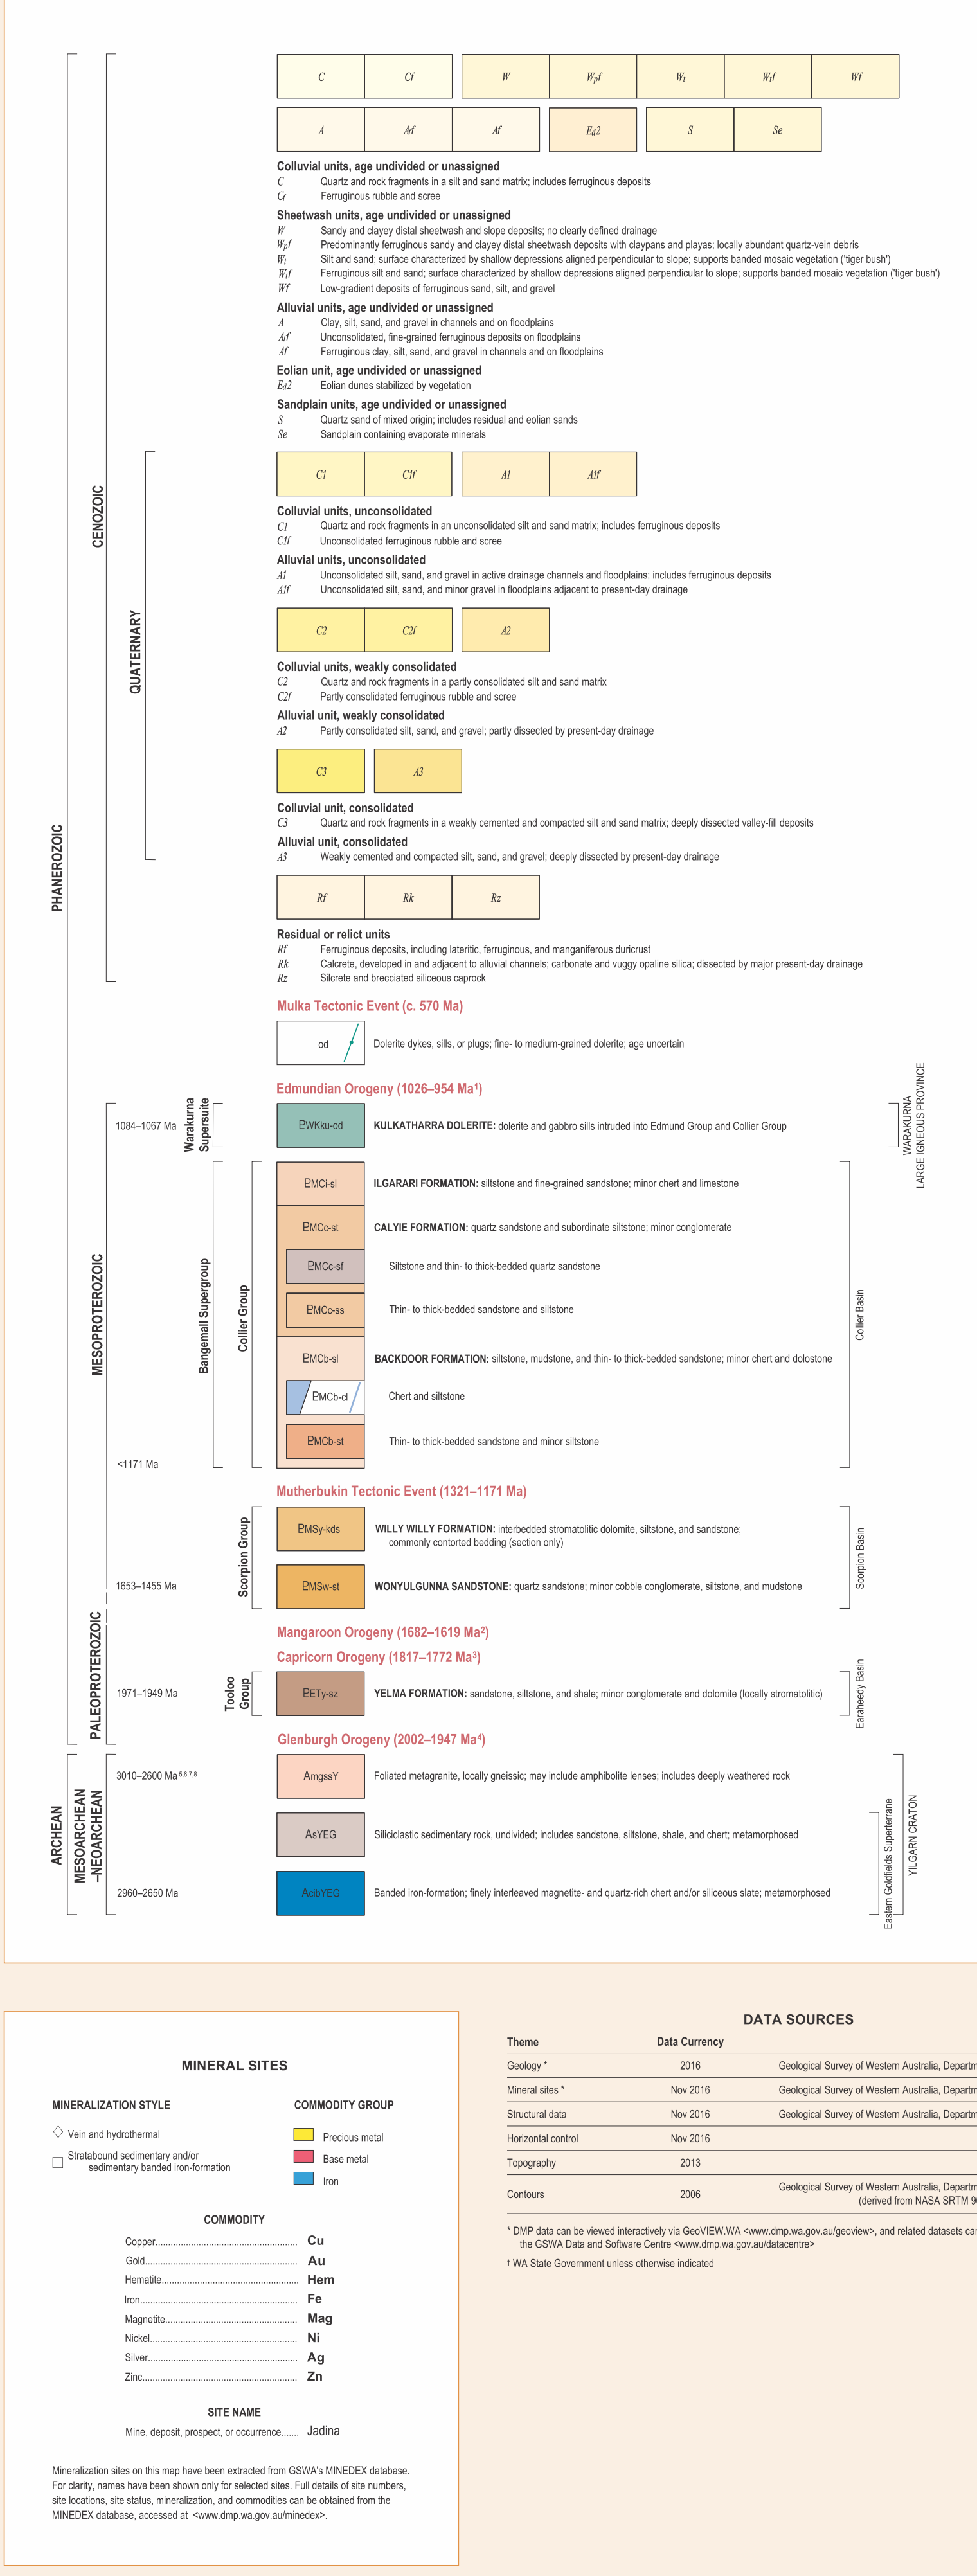 C Cf W Wpf Wt Wtf Wf
A Arf Af Ed2 S Se
Colluvial units, age undivided or unassigned
C Quartz and rock fragments in a silt and sand matrix; includes ferruginous deposits
Cf Ferruginous rubble and scree
Sheetwash units, age undivided or unassigned
W Sandy and clayey distal sheetwash and slope deposits; no clearly defined drainage
Wpf Predominantly ferruginous sandy and clayey distal sheetwash deposits with claypans and playas; locally abundant quartz-vein debris
Wt Silt and sand; surface characterized by shallow depressions aligned perpendicular to slope; supports banded mosaic vegetation ('tiger bush')
Wtf Ferruginous silt and sand; surface characterized by shallow depressions aligned perpendicular to slope; supports banded mosaic vegetation ('tiger bush')
Wf Low-gradient deposits of ferruginous sand, silt, and gravel
Alluvial units, age undivided or unassigned
A Clay, silt, sand, and gravel in channels and on floodplains
Arf Unconsolidated, fine-grained ferruginous deposits on floodplains
Af Ferruginous clay, silt, sand, and gravel in channels and on floodplains
Eolian unit, age undivided or unassigned
Ed2 Eolian dunes stabilized by vegetation
Sandplain units, age undivided or unassigned
S Quartz sand of mixed origin; includes residual and eolian sands
Se Sandplain containing evaporate minerals
C1 C1f A1 A1f
Colluvial units, unconsolidated
C1 Quartz and rock fragments in an unconsolidated silt and sand matrix; includes ferruginous deposits
C1f Unconsolidated ferruginous rubble and scree
Alluvial units, unconsolidated
A1 Unconsolidated silt, sand, and gravel in active drainage channels and floodplains; includes ferruginous deposits
A1f Unconsolidated silt, sand, and minor gravel in floodplains adjacent to present-day drainage
C2 C2f A2
Colluvial units, weakly consolidated
C2 Quartz and rock fragments in a partly consolidated silt and sand matrix
C2f Partly consolidated ferruginous rubble and scree
Alluvial unit, weakly consolidated
A2 Partly consolidated silt, sand, and gravel; partly dissected by present-day drainage
C3 A3
Colluvial unit, consolidated
C3 Quartz and rock fragments in a weakly cemented and compacted silt and sand matrix; deeply dissected valley-fill deposits
Alluvial unit, consolidated
A3 Weakly cemented and compacted silt, sand, and gravel; deeply dissected by present-day drainage
Rf Rk Rz
Residual or relict units
Rf Ferruginous deposits, including lateritic, ferruginous, and manganiferous duricrust
Rk Calcrete, developed in and adjacent to alluvial channels; carbonate and vuggy opaline silica; dissected by major present-day drainage
Rz Silcrete and brecciated siliceous caprock
PHANEROZOIC
CENOZOIC
QUATERNARY
Mulka Tectonic Event (c. 570 Ma)
od Dolerite dykes, sills, or plugs; fine- to medium-grained dolerite; age uncertain
Edmundian Orogeny (1026–954 Ma¹)
1084–1067 Ma
Warakurna
Supersuite
PWKku-od KULKATHARRA DOLERITE: dolerite and gabbro sills intruded into Edmund Group and Collier Group
WARAKURNA
LARGE IGNEOUS PROVINCE
MESOPROTEROZOIC
Bangemall Supergroup
Collier Group
PMCi-sl ILGARARI FORMATION: siltstone and fine-grained sandstone; minor chert and limestone
PMCc-st CALYIE FORMATION: quartz sandstone and subordinate siltstone; minor conglomerate
PMCc-sf Siltstone and thin- to thick-bedded quartz sandstone
PMCc-ss Thin- to thick-bedded sandstone and siltstone
PMCb-sl BACKDOOR FORMATION: siltstone, mudstone, and thin- to thick-bedded sandstone; minor chert and dolostone
PMCb-cl Chert and siltstone
PMCb-st Thin- to thick-bedded sandstone and minor siltstone
Collier Basin
<1171 Ma
Mutherbukin Tectonic Event (1321–1171 Ma)
Scorpion Group
PMSy-kds WILLY WILLY FORMATION: interbedded stromatolitic dolomite, siltstone, and sandstone;
commonly contorted bedding (section only)
1653–1455 Ma
PMSw-st WONYULGUNNA SANDSTONE: quartz sandstone; minor cobble conglomerate, siltstone, and mudstone
Scorpion Basin
Mangaroon Orogeny (1682–1619 Ma²)
Capricorn Orogeny (1817–1772 Ma³)
PALEOPROTEROZOIC
1971–1949 Ma
Tooloo
Group
PETy-sz YELMA FORMATION: sandstone, siltstone, and shale; minor conglomerate and dolomite (locally stromatolitic)
Earaheedy Basin
Glenburgh Orogeny (2002–1947 Ma⁴)
3010–2600 Ma 5,6,7,8
AmgssY Foliated metagranite, locally gneissic; may include amphibolite lenses; includes deeply weathered rock
ARCHEAN
MESOARCHEAN
–NEOARCHEAN
AsYEG Siliciclastic sedimentary rock, undivided; includes sandstone, siltstone, shale, and chert; metamorphosed
2960–2650 Ma
AcibYEG Banded iron-formation; finely interleaved magnetite- and quartz-rich chert and/or siliceous slate; metamorphosed
Eastern Goldfields Superterrane
YILGARN CRATON
MINERAL SITES
MINERALIZATION STYLE
Vein and hydrothermal
Stratabound sedimentary and/or
sedimentary banded iron-formation
COMMODITY GROUP
Precious metal
Base metal
Iron
COMMODITY
Copper................ Cu
Gold................ Au
Hematite................ Hem
Iron................ Fe
Magnetite................ Mag
Nickel................ Ni
Silver................ Ag
Zinc................ Zn
SITE NAME
Mine, deposit, prospect, or occurrence....... Jadina
Mineralization sites on this map have been extracted from GSWA's MINEDEX database.
For clarity, names have been shown only for selected sites. Full details of site numbers,
site locations, site status, mineralization, and commodities can be obtained from the
MINEDEX database, accessed at <www.dmp.wa.gov.au/minedex>.
DATA SOURCES
Theme Data Currency
Geology * 2016 Geological Survey of Western Australia, Departm
Mineral sites * Nov 2016 Geological Survey of Western Australia, Departm
Structural data Nov 2016 Geological Survey of Western Australia, Departm
Horizontal control Nov 2016
Topography 2013
Contours 2006 Geological Survey of Western Australia, Departm
(derived from NASA SRTM 9
* DMP data can be viewed interactively via GeoVIEW.WA <www.dmp.wa.gov.au/geoview>, and related datasets ca
the GSWA Data and Software Centre <www.dmp.wa.gov.au/datacentre>
† WA State Government unless otherwise indicated